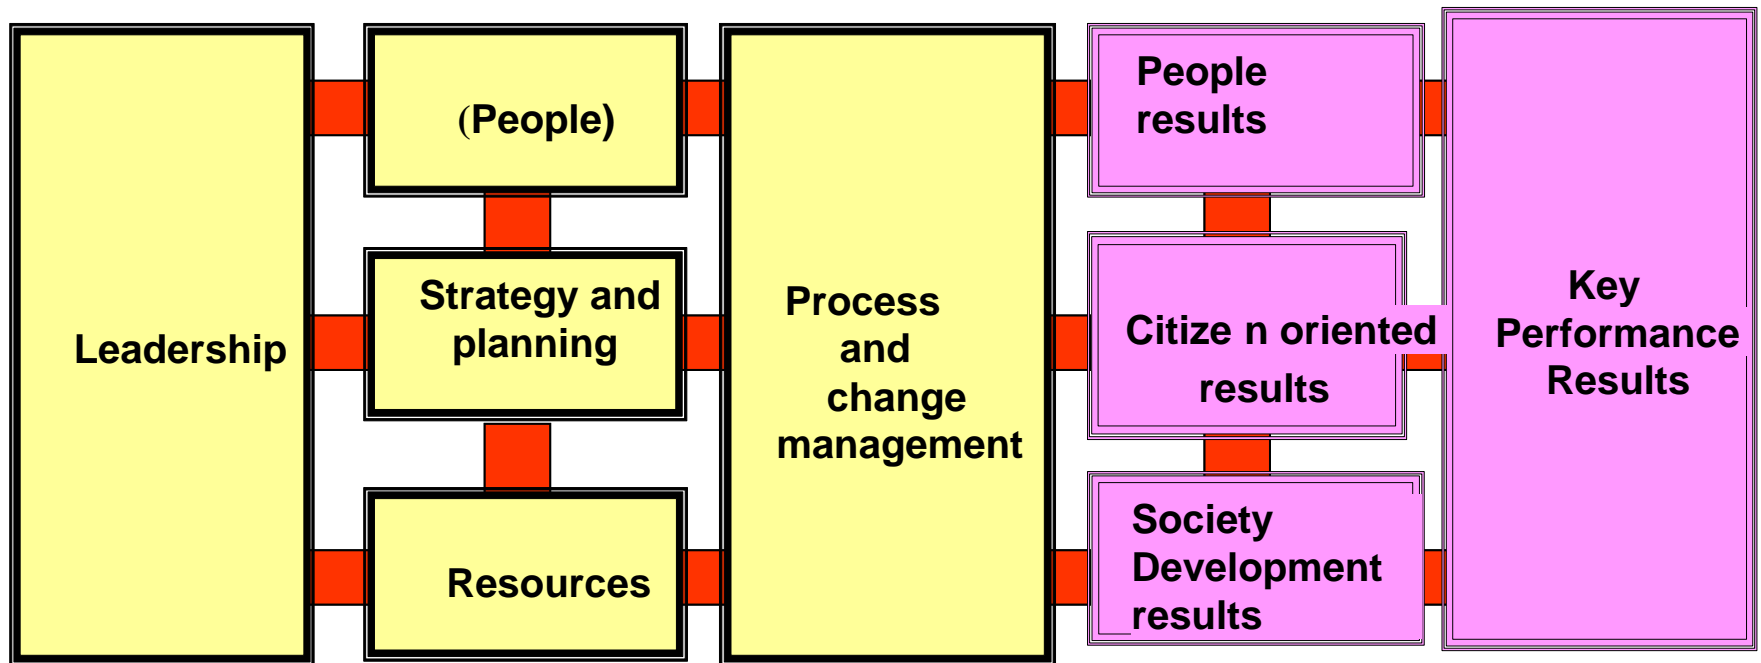 Leadership
(People)
Strategy and
planning
Resources
Process
and
change
management
People
results
Citize n oriented
results
Society
Development
results
Key
Performance
Results